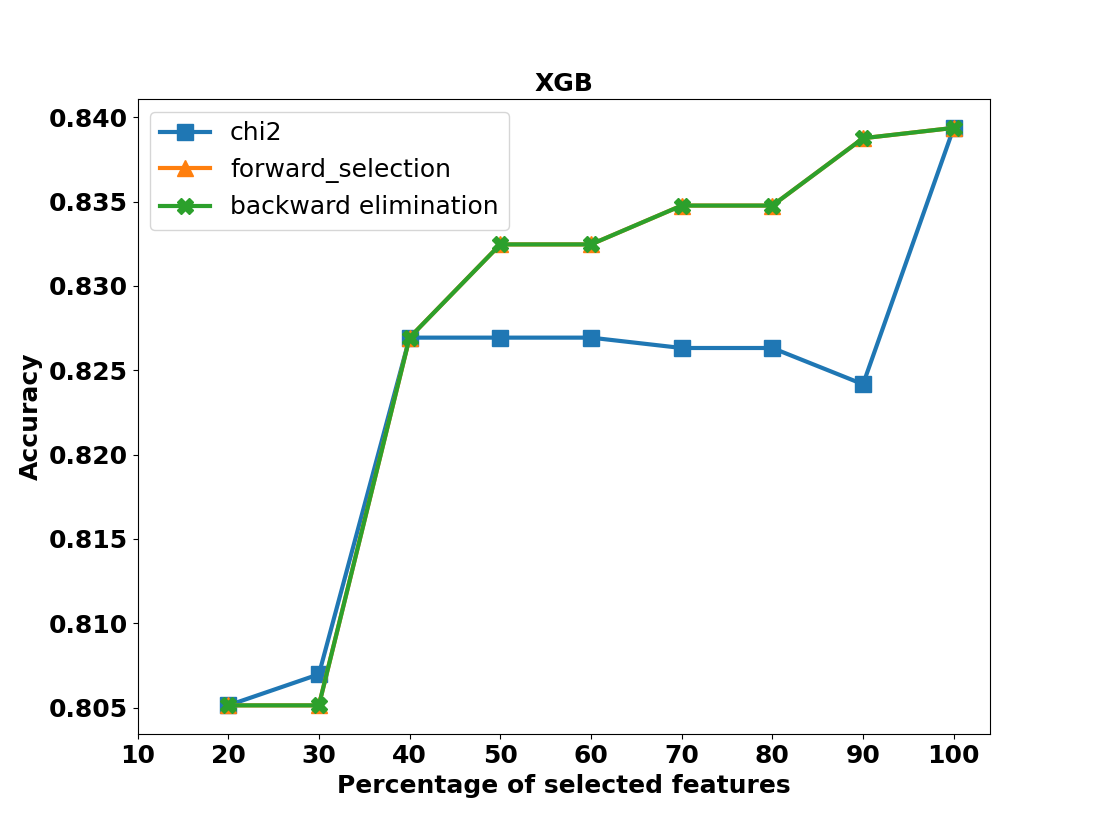 XGB
chi2
forward_selection
backward elimination
0.840
0.835
0.830
0.825
0.820
0.815
0.810
0.805
Accuracy
10 20 30 40 50 60 70 80 90 100
Percentage of selected features